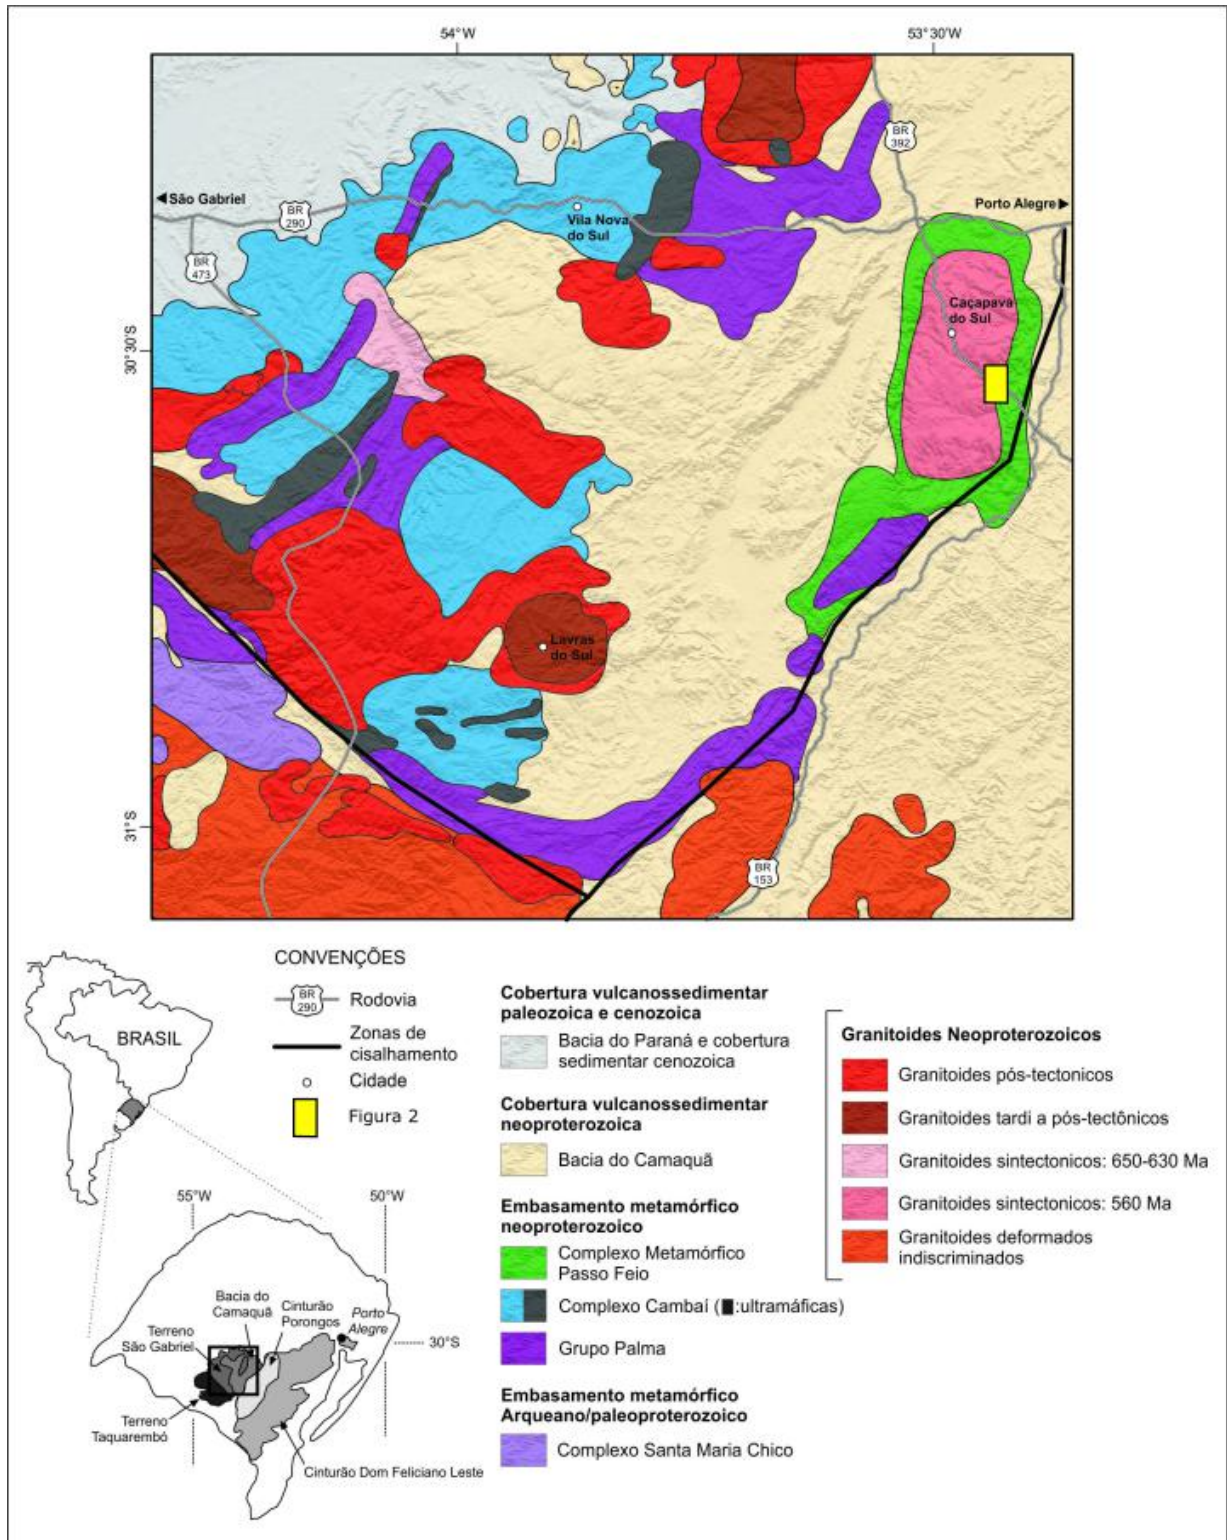 54°W
53°30'W
BR
392
São Gabriel
Porto Alegre
BR
290
Vila Nova
do Sul
BR
473
Caçapava
do Sul
30°30'S
Lavras
do Sul
31°S
BR
153
CONVENÇÕES
BR
290
Rodovia
Zonas de
cisalhamento
Cidade
Figura 2
BRASIL
55°W
50°W
Bacia do
Camaquã
Cinturão
Porongos
Porto
Alegre
Terreno
São Gabriel
30°S
Terreno
Taquarembó
Cinturão Dom Feliciano Leste
Cobertura vulcanossedimentar
paleozoica e cenozoica
Bacia do Paraná e cobertura
sedimentar cenozoica
Cobertura vulcanossedimentar
neoproterozoica
Bacia do Camaquã
Embasamento metamórfico
neoproterozoico
Complexo Metamórfico
Passo Feio
Complexo Cambaí ( :ultramáficas)
Grupo Palma
Embasamento metamórfico
Arqueano/paleoproterozoico
Complexo Santa Maria Chico
Granitoides Neoproterozoicos
Granitoides pós-tectonicos
Granitoides tardi a pós-tectônicos
Granitoides sintectonicos: 650-630 Ma
Granitoides sintectonicos: 560 Ma
Granitoides deformados
indiscriminados